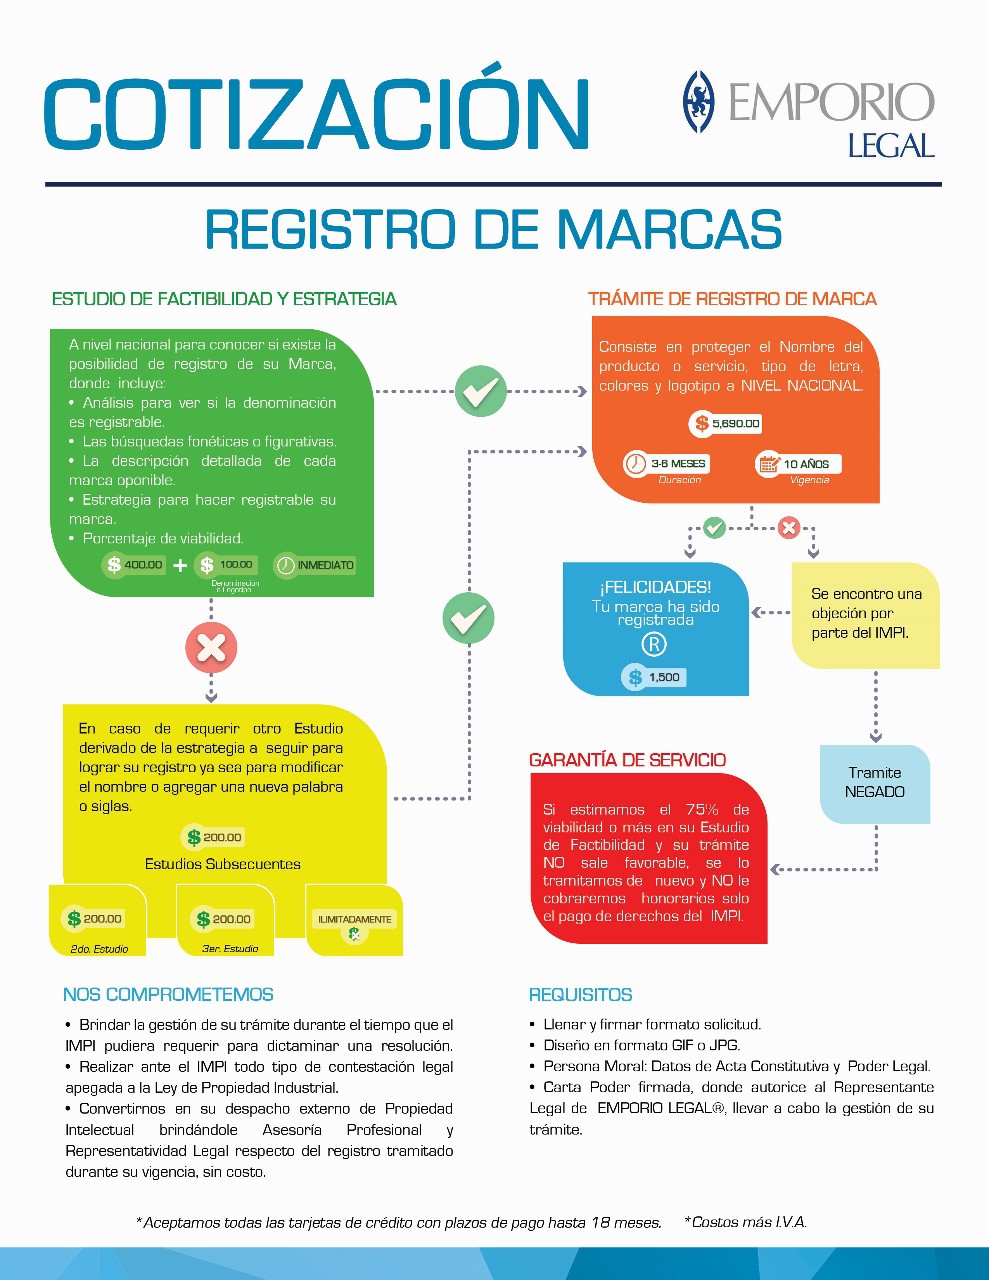 COTIZACIÓN
EMPORIO
LEGAL
REGISTRO DE MARCAS
ESTUDIO DE FACTIBILIDAD Y ESTRATEGIA
A nivel nacional para conocer si existe la
posibilidad de registro de su Marca,
donde incluye:
• Análisis para ver si la denominación
es registrable.
• Las búsquedas fonéticas o figurativas.
• La descripción detallada de cada
marca oponible.
• Estrategia para hacer registrable su
marca.
• Porcentaje de viabilidad.
$ 400.00 + $ 100.00 INMEDIATO
Denominacion
o Logotipo
TRÁMITE DE REGISTRO DE MARCA
Consiste en proteger el Nombre del
producto o servicio, tipo de letra,
colores y logotipo a NIVEL NACIONAL.
$ 5,690.00
3-6 MESES
Duración
10 AÑOS
Vigencia
¡FELICIDADES!
Tu marca ha sido
registrada
®
$ 1,500
Se encontro una
objeción por
parte del IMPI.
En caso de requerir otro Estudio
derivado de la estrategia a seguir para
lograr su registro ya sea para modificar
el nombre o agregar una nueva palabra
o siglas.
$ 200.00
Estudios Subsecuentes
$ 200.00
2do. Estudio
$ 200.00
3er. Estudio
ILIMITADAMENTE
$
Tramite
NEGADO
GARANTÍA DE SERVICIO
Si estimamos el 75% de
viabilidad o más en su Estudio
de Factibilidad y su trámite
NO sale favorable, se lo
tramitamos de nuevo y NO le
cobraremos honorarios solo
el pago de derechos del IMPI.
NOS COMPROMETEMOS
• Brindar la gestión de su trámite durante el tiempo que el
IMPI pudiera requerir para dictaminar una resolución.
• Realizar ante el IMPI todo tipo de contestación legal
apegada a la Ley de Propiedad Industrial.
• Convertirnos en su despacho externo de Propiedad
Intelectual brindándole Asesoría Profesional y
Representatividad Legal respecto del registro tramitado
durante su vigencia, sin costo.
REQUISITOS
• Llenar y firmar formato solicitud.
• Diseño en formato GIF o JPG.
• Persona Moral: Datos de Acta Constitutiva y Poder Legal.
• Carta Poder firmada, donde autorice al Representante
Legal de EMPORIO LEGAL®, llevar a cabo la gestión de su
trámite.
*Aceptamos todas las tarjetas de crédito con plazos de pago hasta 18 meses. *Costos más I.V.A.